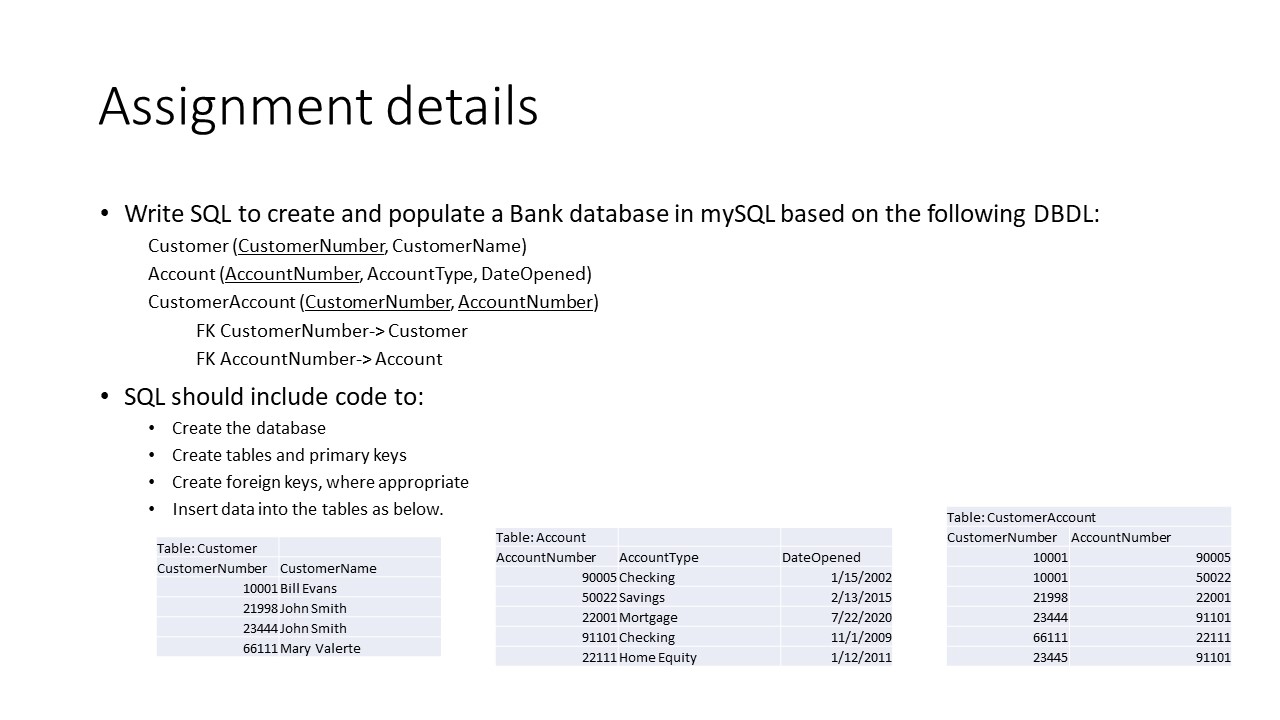 Assignment details
• Write SQL to create and populate a Bank database in mySQL based on the following DBDL:
Customer (CustomerNumber, CustomerName)
Account (AccountNumber, AccountType, DateOpened)
CustomerAccount (CustomerNumber, AccountNumber)
FK CustomerNumber-> Customer
FK AccountNumber-> Account
• SQL should include code to:
• Create the database
• Create tables and primary keys
• Create foreign keys, where appropriate
• Insert data into the tables as below.
Table: Customer
CustomerNumber CustomerName
10001 Bill Evans
21998 John Smith
23444 John Smith
66111 Mary Valerte
Table: Account
AccountNumber AccountType DateOpened
90005 Checking 1/15/2002
50022 Savings 2/13/2015
22001 Mortgage 7/22/2020
91101 Checking 11/1/2009
22111 Home Equity 1/12/2011
Table: CustomerAccount
CustomerNumber AccountNumber
10001 90005
10001 50022
21998 22001
23444 91101
66111 22111
23445 91101